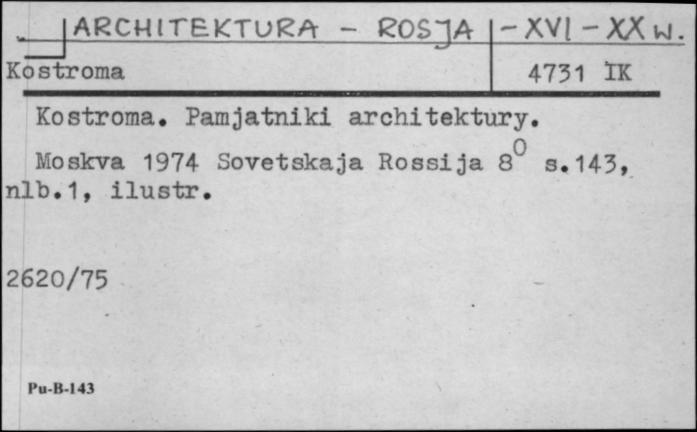 ARCHITEKTURA - ROSJA - XVI - XX w.
Kostroma 4731 IK
Kostroma. Pamjatniki architektury.
Moskva 1974 Sovetskaja Rossija 8⁰ s.143,
nlb.1, ilustr.
2620/75
Pu-B-143